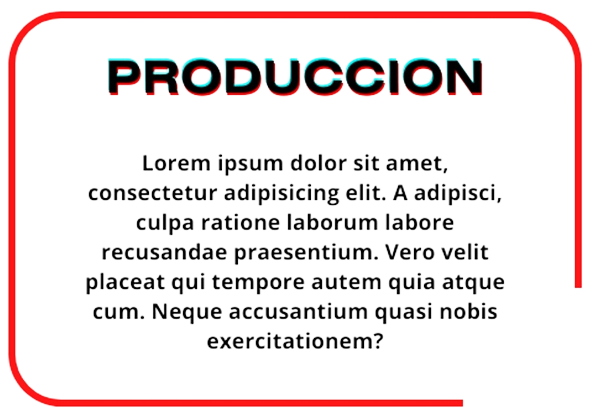 PRODUCCION
Lorem ipsum dolor sit amet,
consectetur adipisicing elit. A adipisci,
culpa ratione laborum labore
recusandae praesentium. Vero velit
placeat qui tempore autem quia atque
cum. Neque accusantium quasi nobis
exercitationem?